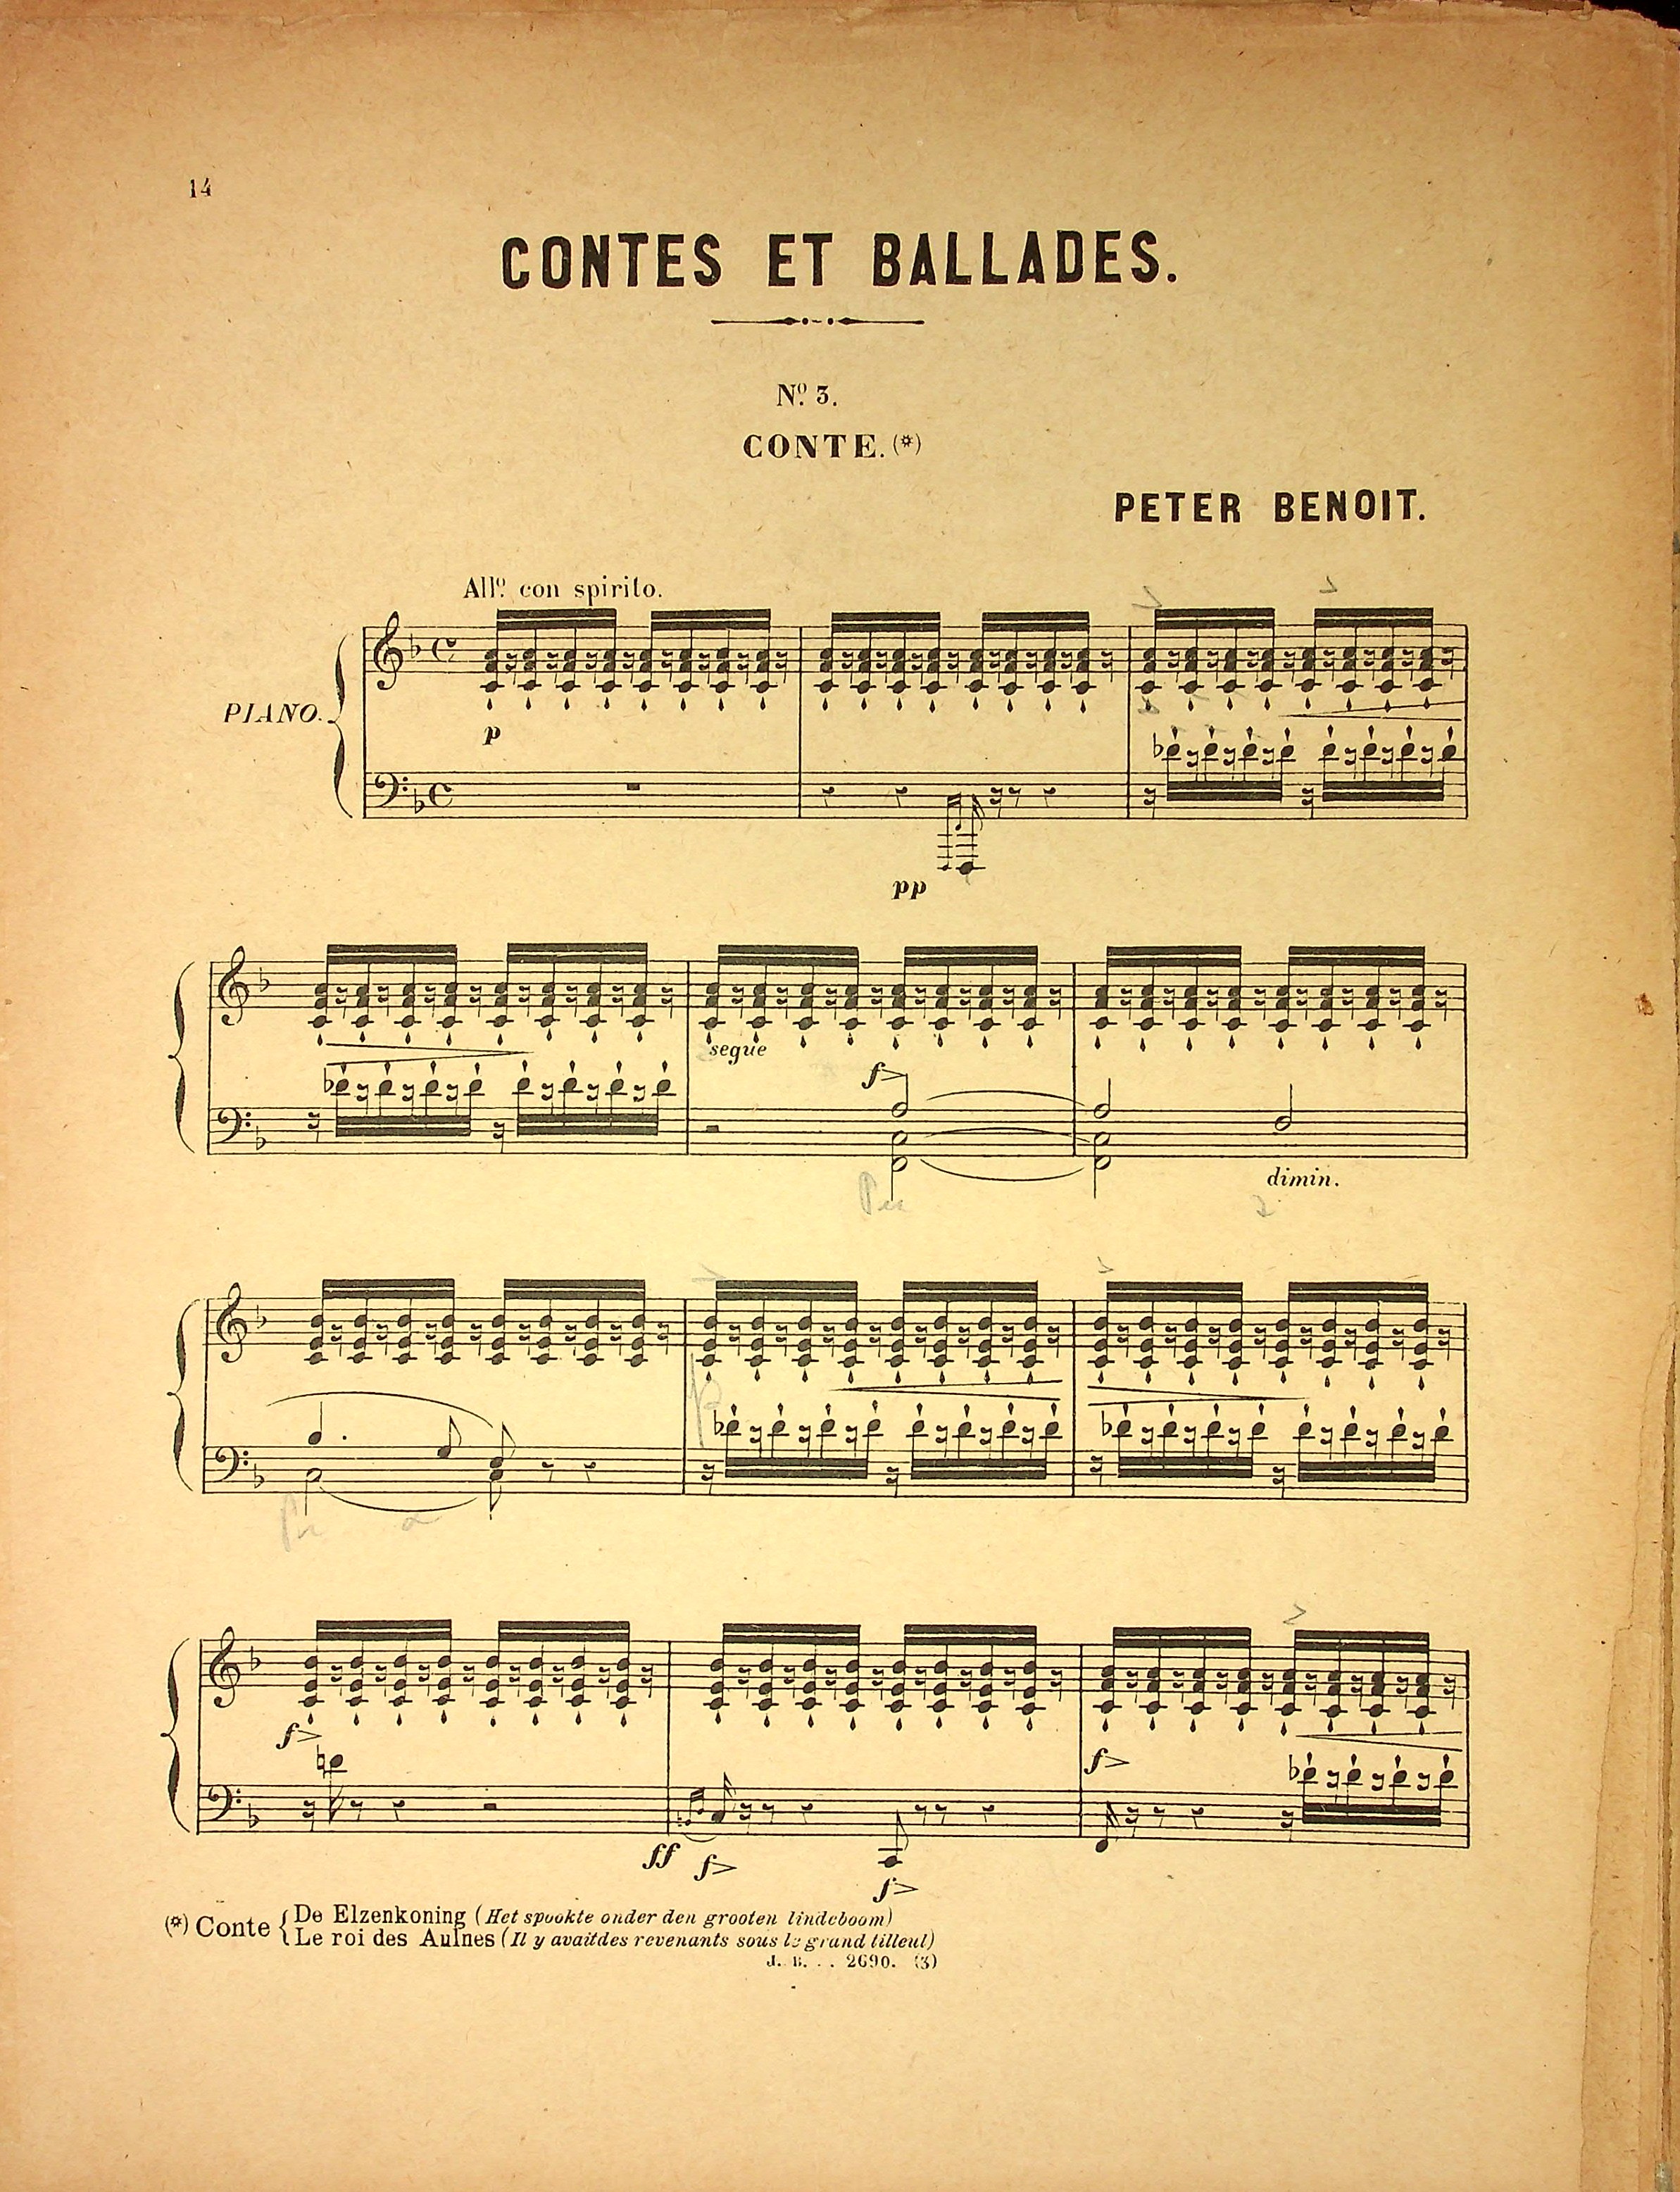 14
CONTES ET BALLADES.
Nº. 3.
CONTE.(*)
PETER BENOIT.
Allº. con spirito.
PIANO.
p
pp
segue
f>
dimin.
p
f>
f>
ff f>
f>
(*) Conte { De Elzenkoning (Het spookte onder den grooten lindeboom)
Le roi des Aulnes (Il y avait des revenants sous le grand tilleul)
J. B. . . 2690. (3)